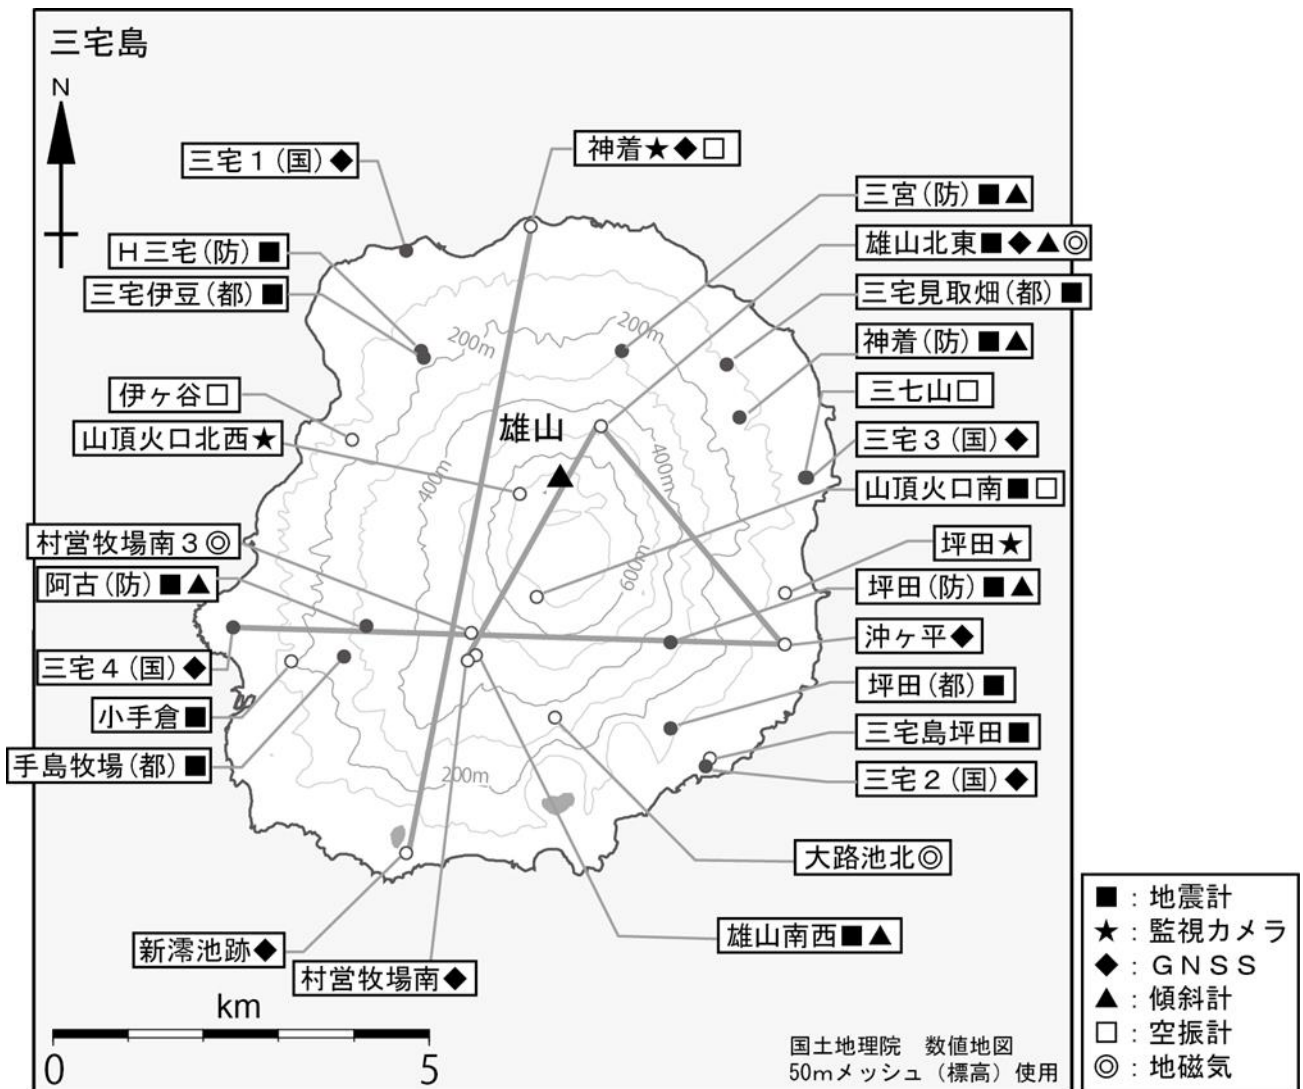 三宅島
N
三宅１(国)◆
神着★◆□
三宮(防)■▲
H三宅(防)■
雄山北東■◆▲◎
三宅伊豆(都)■
三宅見取畑(都)■
200m
200m
神着(防)■▲
伊ヶ谷□
三七山□
雄山
山頂火口北西★
三宅３(国)◆
400m
400m
山頂火口南■□
村営牧場南３◎
坪田★
600m
阿古(防)■▲
坪田(防)■▲
沖ヶ平◆
三宅４(国)◆
坪田(都)■
小手倉■
三宅島坪田■
手島牧場(都)■
200m
三宅２(国)◆
大路池北◎
雄山南西■▲
新澪池跡◆
村営牧場南◆
■：地震計
★：監視カメラ
◆：ＧＮＳＳ
▲：傾斜計
□：空振計
◎：地磁気
km
0
5
国土地理院　数値地図
50mメッシュ（標高）使用